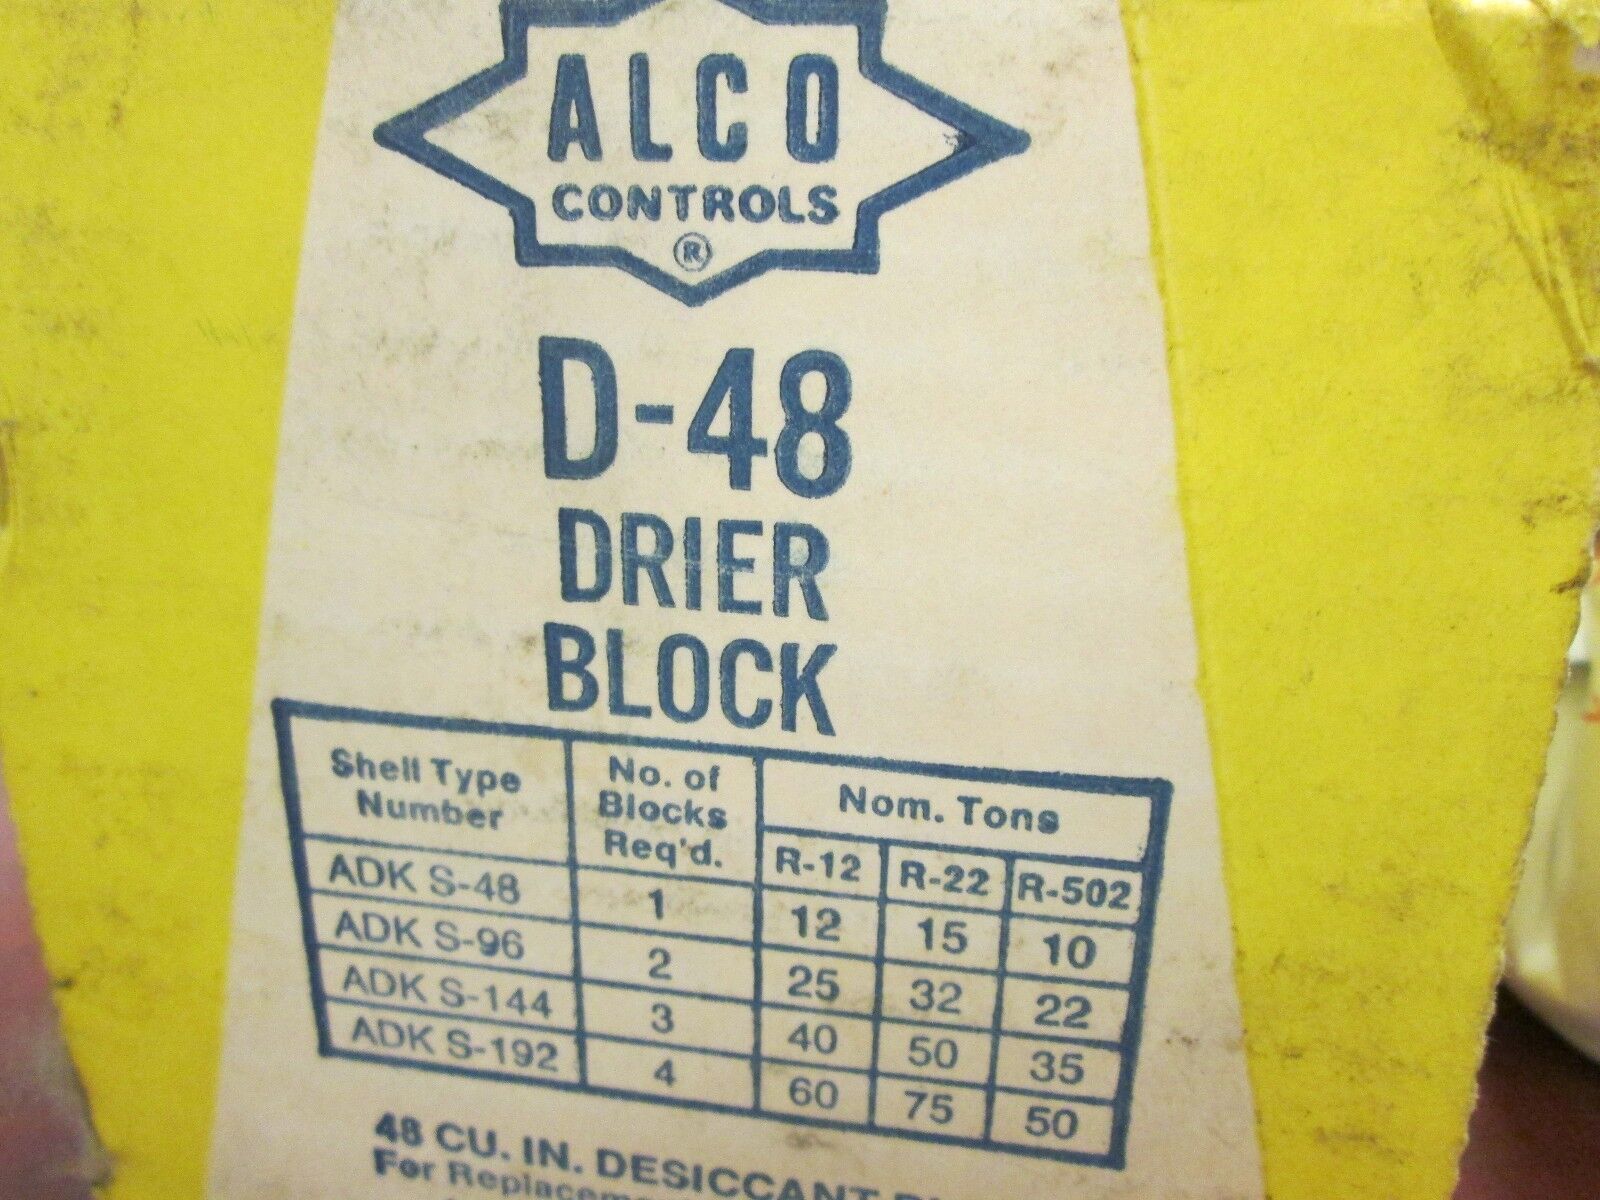 ALCO
CONTROLS
®
D-48
DRIER
BLOCK
Shell Type Number No. of Blocks Req'd. Nom. Tons
R-12 R-22 R-502
ADK S-48 1 12 15 10
ADK S-96 2 25 32 22
ADK S-144 3 40 50 35
ADK S-192 4 60 75 50
48 CU. IN. DESICCANT
For